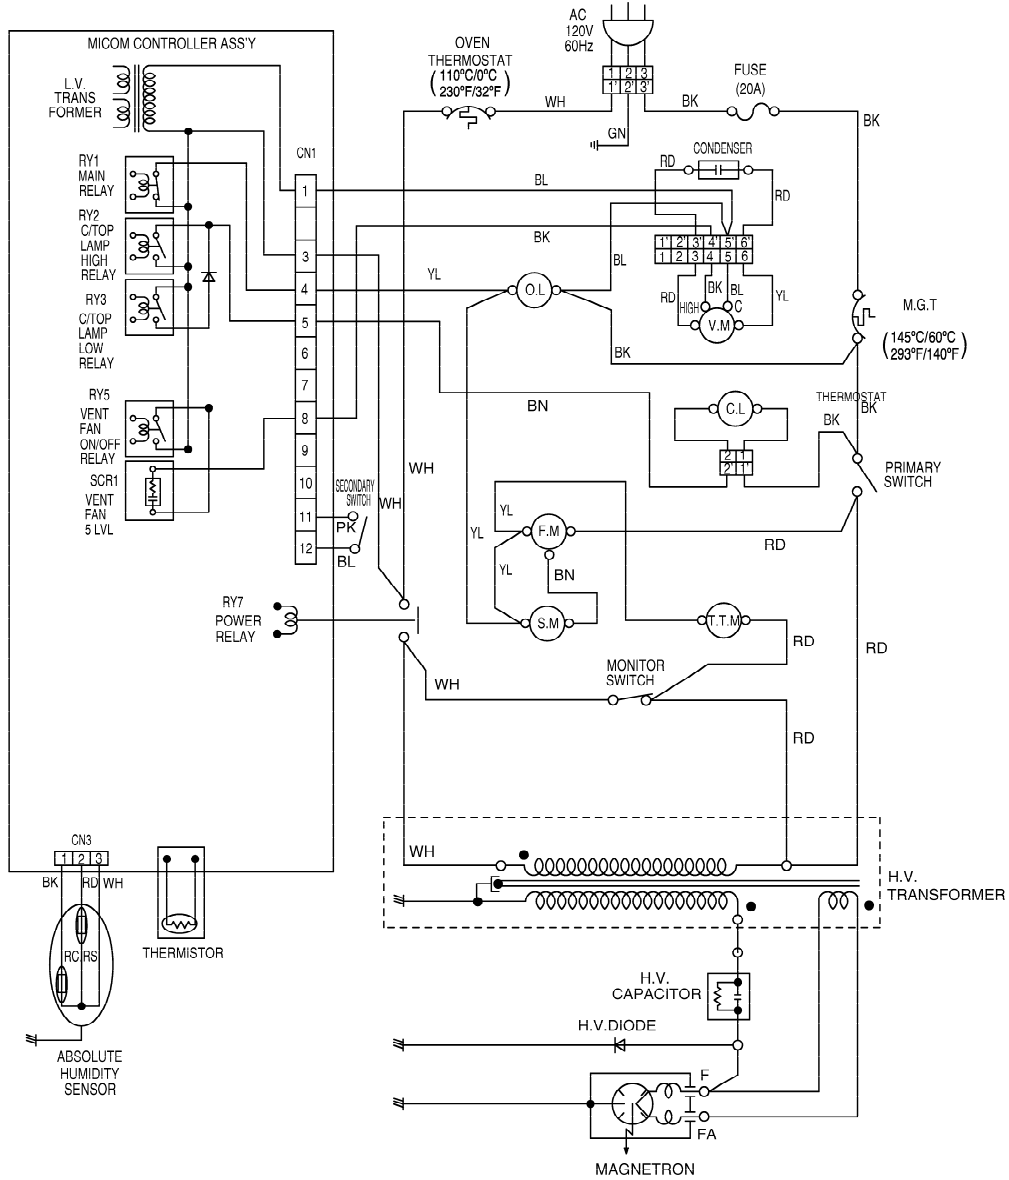 MICOM CONTROLLER ASS'Y
L.V.
TRANS
FORMER
CN1
RY1
MAIN
RELAY
RY2
C/TOP
LAMP
HIGH
RELAY
RY3
C/TOP
LAMP
LOW
RELAY
RY5
VENT
FAN
ON/OFF
RELAY
SCR1
VENT
FAN
5 LVL
1
3
4
5
6
7
8
9
10
11
12
SECONDARY
SWITCH
PK
BL
RY7
POWER
RELAY
OVEN
THERMOSTAT
(110°C/0°C
230°F/32°F)
AC
120V
60Hz
1 2 3
1' 2' 3'
WH
GN
BK
FUSE
(20A)
BK
CONDENSER
RD
RD
BL
BK
BL
1' 2' 3' 4' 5' 6'
1 2 3 4 5 6
RD
BK
BL
YL
HIGH
C
V.M
YL
O.L
BK
M.G.T
(145°C/60°C
293°F/140°F)
THERMOSTAT
BK
BK
C.L
2 1
2' 1'
BN
PRIMARY
SWITCH
WH
WH
YL
YL
YL
F.M
BN
S.M
RD
T.T.M
RD
RD
MONITOR
SWITCH
WH
RD
WH
H.V.
TRANSFORMER
H.V.
CAPACITOR
H.V.DIODE
F
FA
MAGNETRON
CN3
1 2 3
BK
RD
WH
RC
RS
ABSOLUTE
HUMIDITY
SENSOR
THERMISTOR